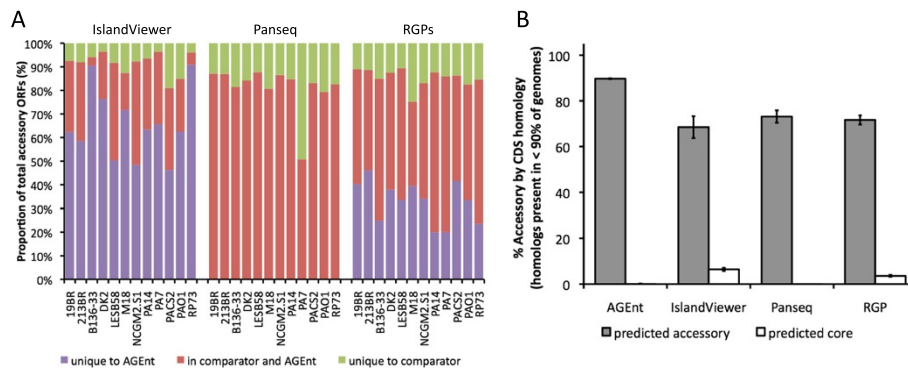 A
IslandViewer Panseq RGPs
Proportion of total accessory ORFs (%)
100%
90%
80%
70%
60%
50%
40%
30%
20%
10%
0%
19BR 213BR B136-33 DK2 LESB58 M18 NCGM2.S1 PA14 PA7 PACS2 PAO1 RP73
19BR 213BR B136-33 DK2 LESB58 M18 NCGM2.S1 PA14 PA7 PACS2 PAO1 RP73
19BR 213BR B136-33 DK2 LESB58 M18 NCGM2.S1 PA14 PA7 PACS2 PAO1 RP73
unique to AGEnt in comparator and AGEnt unique to comparator
B
% Accessory by CDS homology
(homologs present in < 90% of genomes)
100
80
60
40
20
0
AGEnt IslandViewer Panseq RGP
predicted accessory predicted core